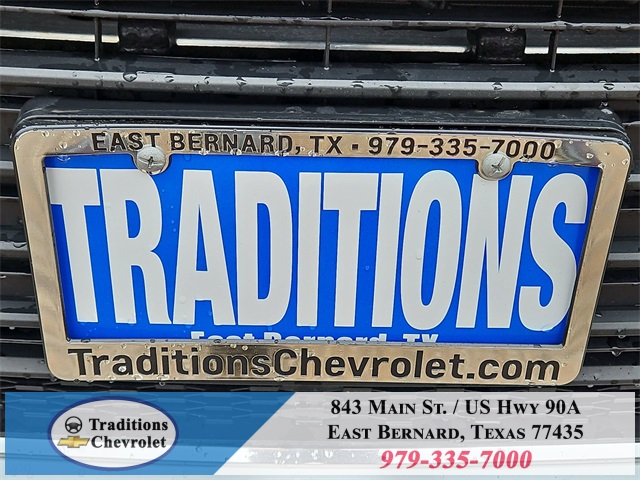 EAST BERNARD, TX • 979-335-7000
TRADITIONS
East Bernard, TX
TraditionsChevrolet.com
Traditions
Chevrolet
843 Main St. / US Hwy 90A
East Bernard, Texas 77435
979-335-7000